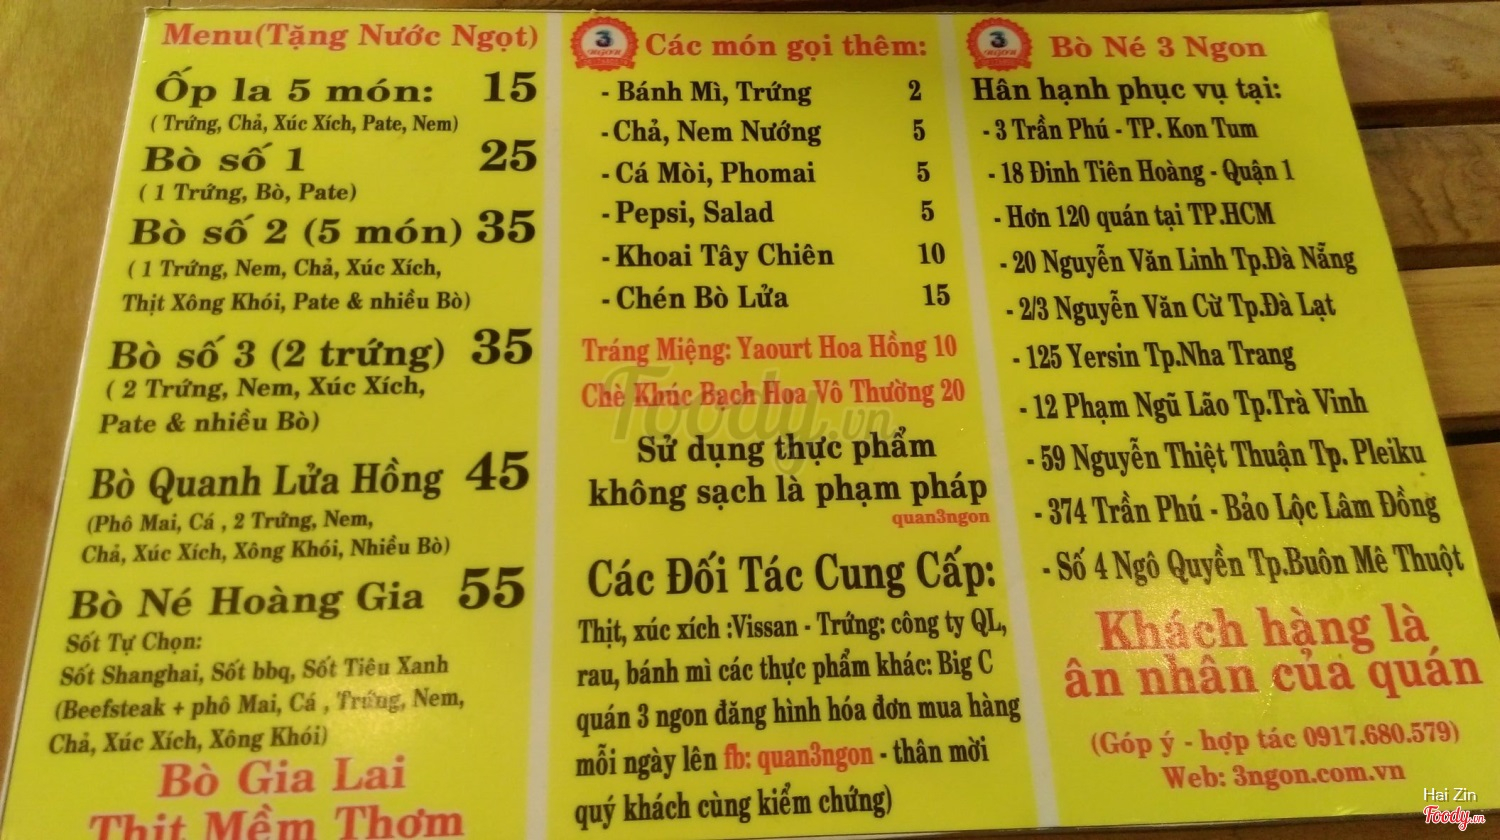 Menu(Tặng Nước Ngọt)
Ốp la 5 món: 15
( Trứng, Chả, Xúc Xích, Pate, Nem)
Bò số 1 25
( 1 Trứng, Bò, Pate)
Bò số 2 (5 món) 35
( 1 Trứng, Nem, Chả, Xúc Xích,
Thịt Xông Khói, Pate & nhiều Bò)
Bò số 3 (2 trứng) 35
( 2 Trứng, Nem, Xúc Xích,
Pate & nhiều Bò)
Bò Quanh Lửa Hồng 45
(Phô Mai, Cá , 2 Trứng, Nem,
Chả, Xúc Xích, Xông Khói, Nhiều Bò)
Bò Né Hoàng Gia 55
Sốt Tự Chọn:
Sốt Shanghai, Sốt bbq, Sốt Tiêu Xanh
(Beefsteak + phô Mai, Cá , Trứng, Nem,
Chả, Xúc Xích, Xông Khói)
Bò Gia Lai
Thịt Mềm Thơm
3
NGON
Các món gọi thêm:
- Bánh Mì, Trứng 2
- Chả, Nem Nướng 5
- Cá Mòi, Phomai 5
- Pepsi, Salad 5
- Khoai Tây Chiên 10
- Chén Bò Lửa 15
Tráng Miệng: Yaourt Hoa Hồng 10
Chè Khúc Bạch Hoa Vô Thường 20
Foody.vn
Sử dụng thực phẩm
không sạch là phạm pháp
quan3ngon
Các Đối Tác Cung Cấp:
Thịt, xúc xích :Vissan - Trứng: công ty QL,
rau, bánh mì các thực phẩm khác: Big C
quán 3 ngon đăng hình hóa đơn mua hàng
mỗi ngày lên fb: quan3ngon - thân mời
quý khách cùng kiểm chứng)
3
NGON
Bò Né 3 Ngon
Hân hạnh phục vụ tại:
- 3 Trần Phú - TP. Kon Tum
- 18 Đinh Tiên Hoàng - Quận 1
- Hơn 120 quán tại TP.HCM
- 20 Nguyễn Văn Linh Tp.Đà Nẵng
- 2/3 Nguyễn Văn Cừ Tp.Đà Lạt
- 125 Yersin Tp.Nha Trang
- 12 Phạm Ngũ Lão Tp.Trà Vinh
- 59 Nguyễn Thiệt Thuận Tp. Pleiku
- 374 Trần Phú - Bảo Lộc Lâm Đồng
- Số 4 Ngô Quyền Tp.Buôn Mê Thuột
Khách hàng là
ân nhân của quán
(Góp ý - hợp tác 0917.680.579)
Web: 3ngon.com.vn
Hai Zin
Foody.vn